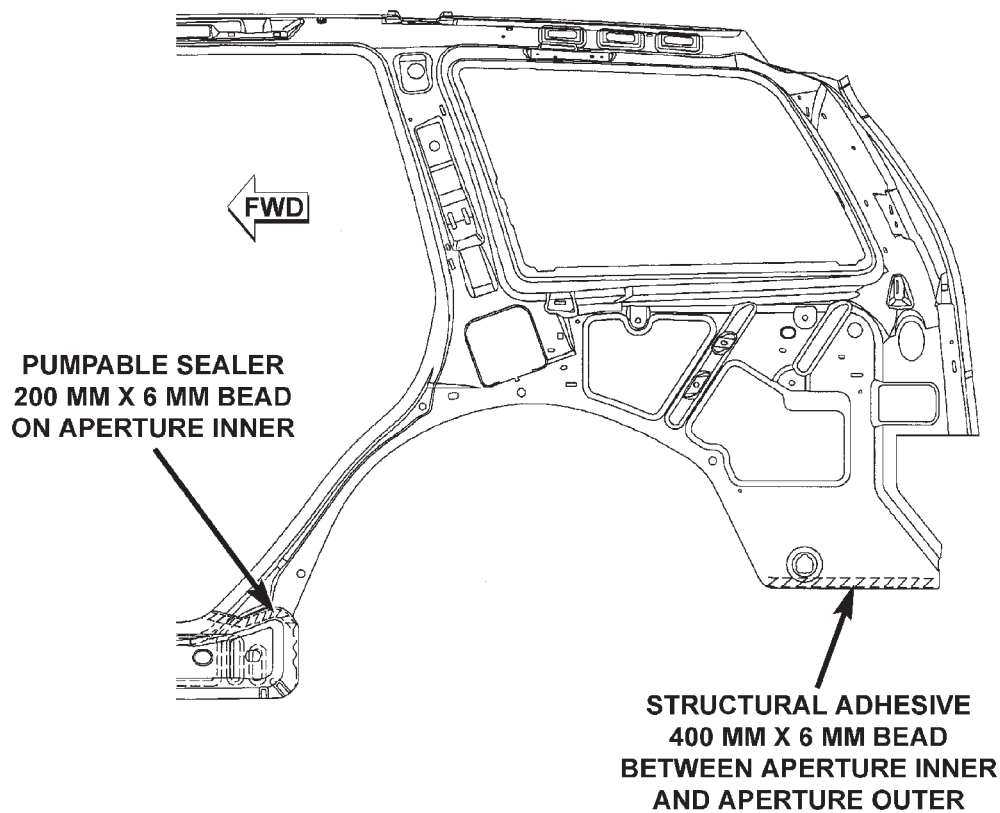 FWD
PUMPABLE SEALER
200 MM X 6 MM BEAD
ON APERTURE INNER
STRUCTURAL ADHESIVE
400 MM X 6 MM BEAD
BETWEEN APERTURE INNER
AND APERTURE OUTER